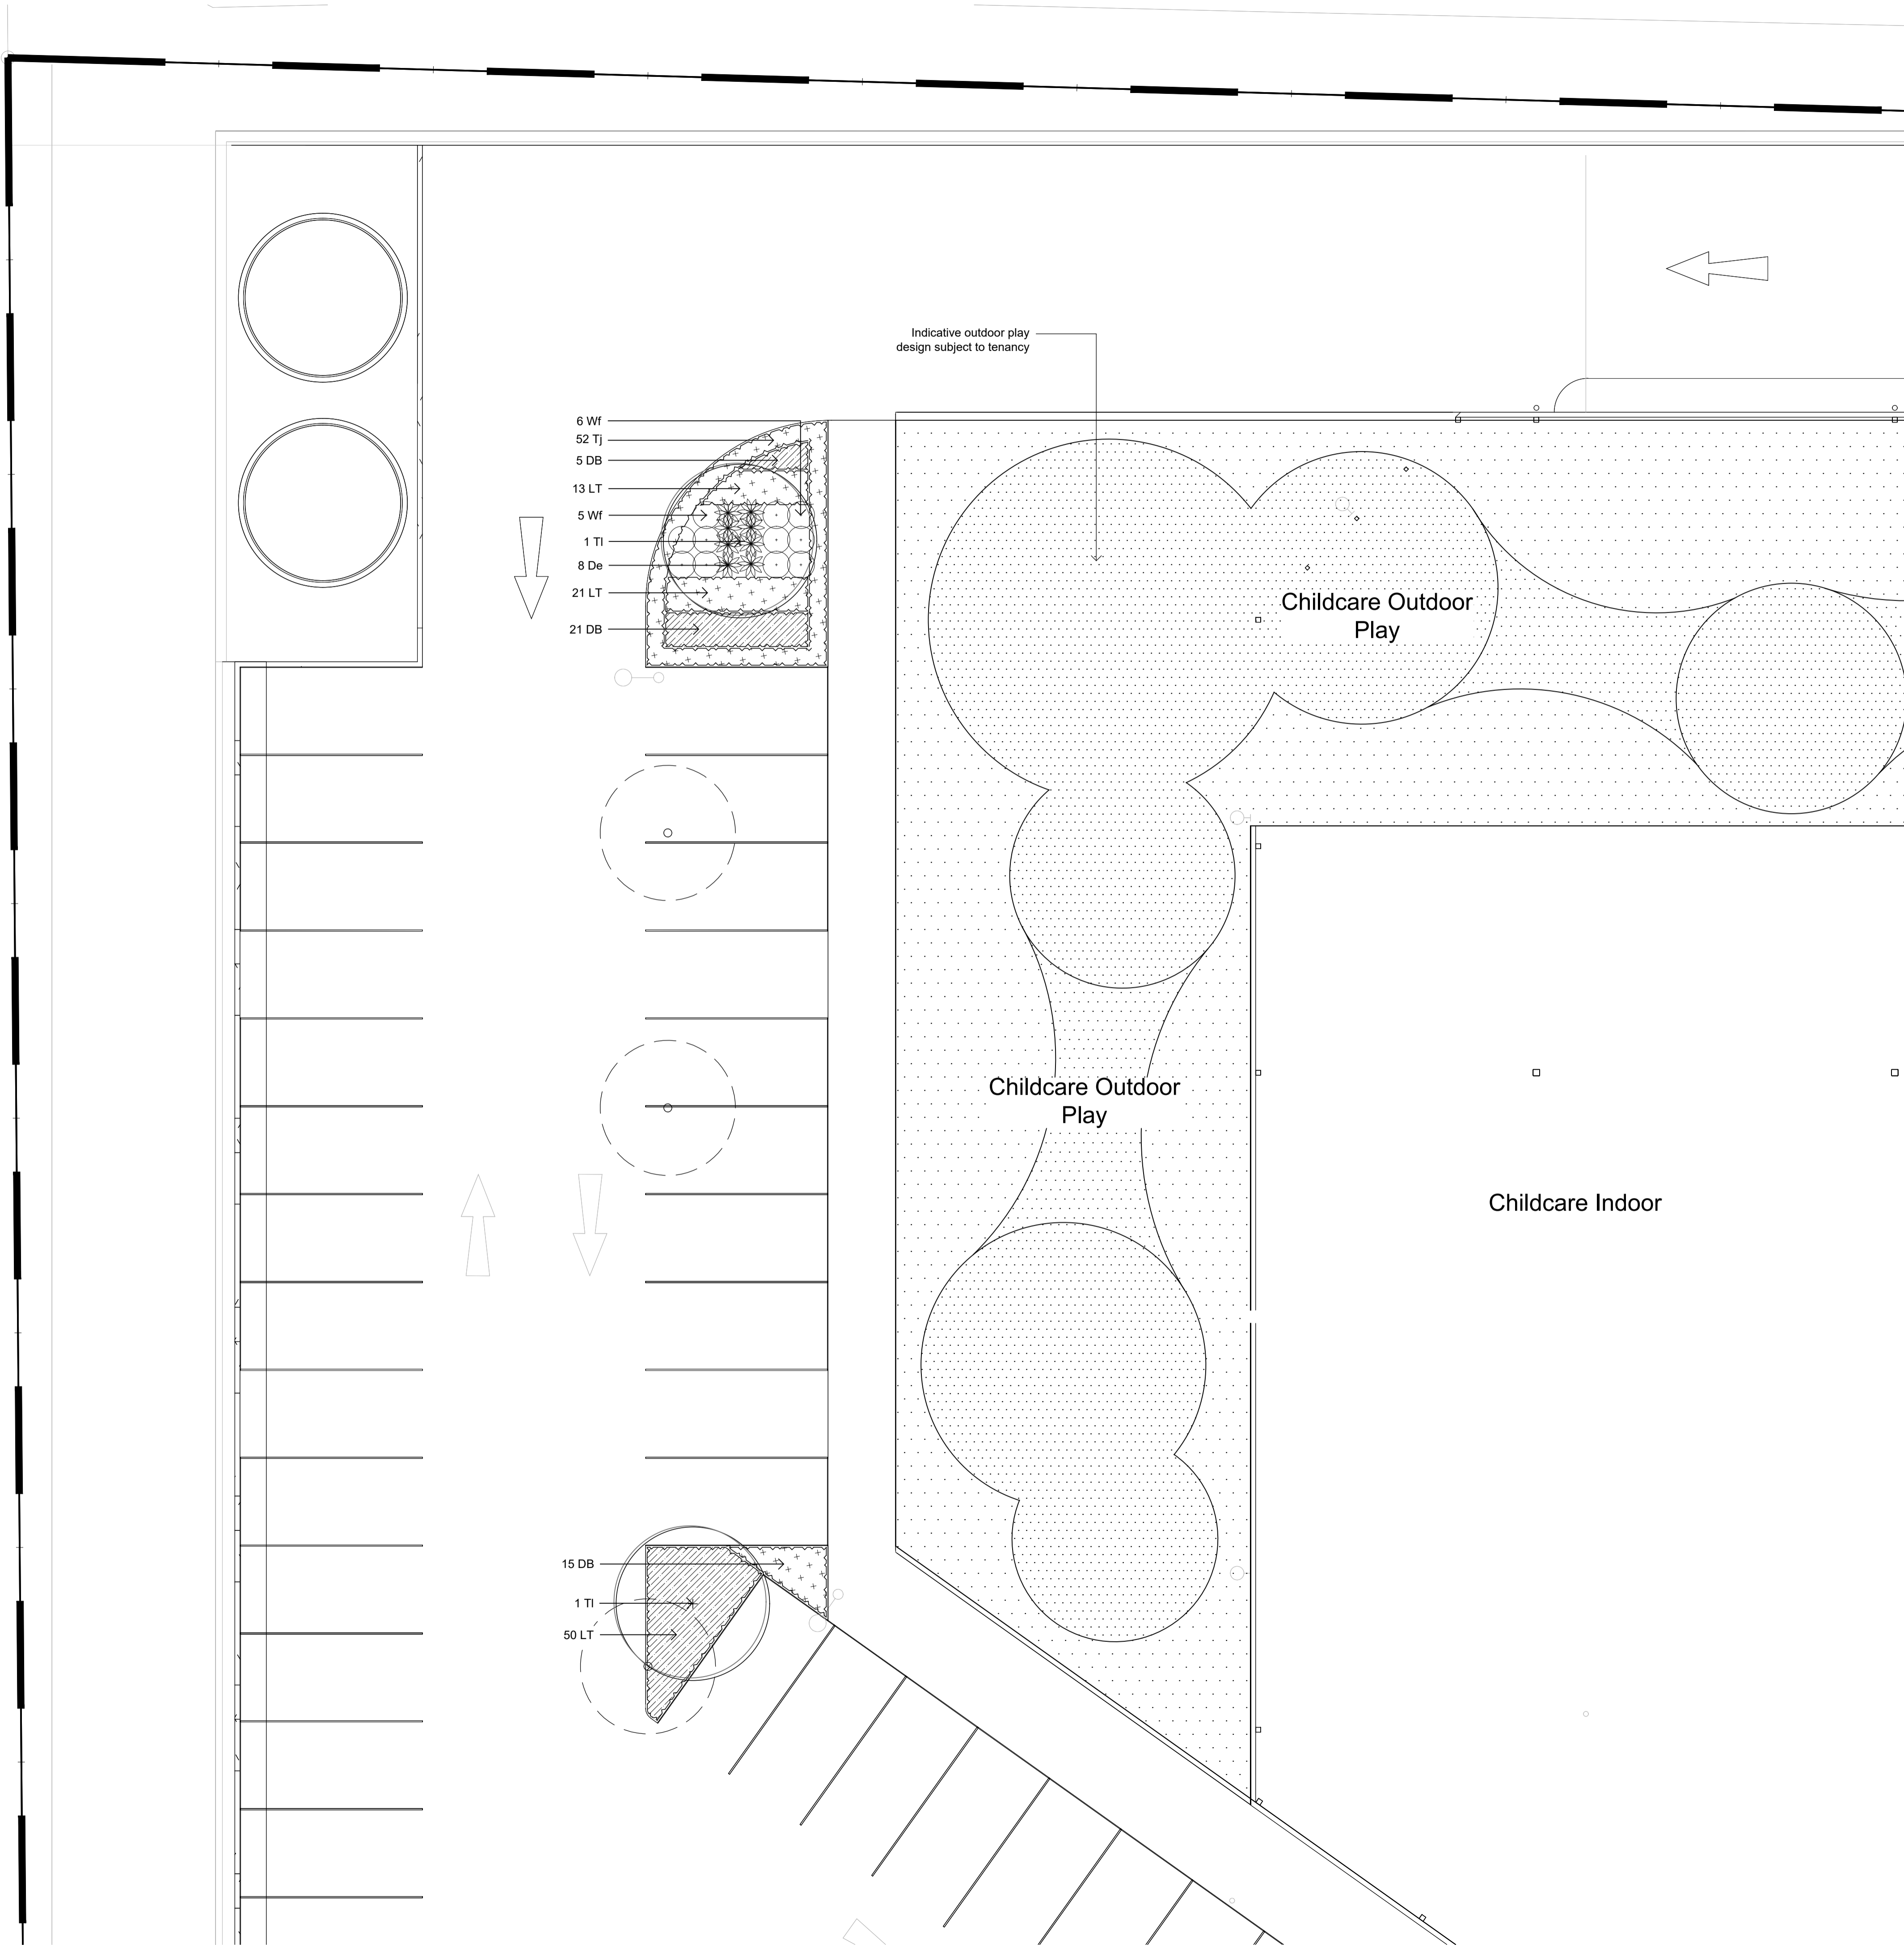 Indicative outdoor play
design subject to tenancy
6 Wf
52 Tj
5 DB
13 LT
5 Wf
1 Tl
8 De
21 LT
21 DB
Childcare Outdoor
Play
Childcare Outdoor
Play
Childcare Indoor
15 DB
1 Tl
50 LT